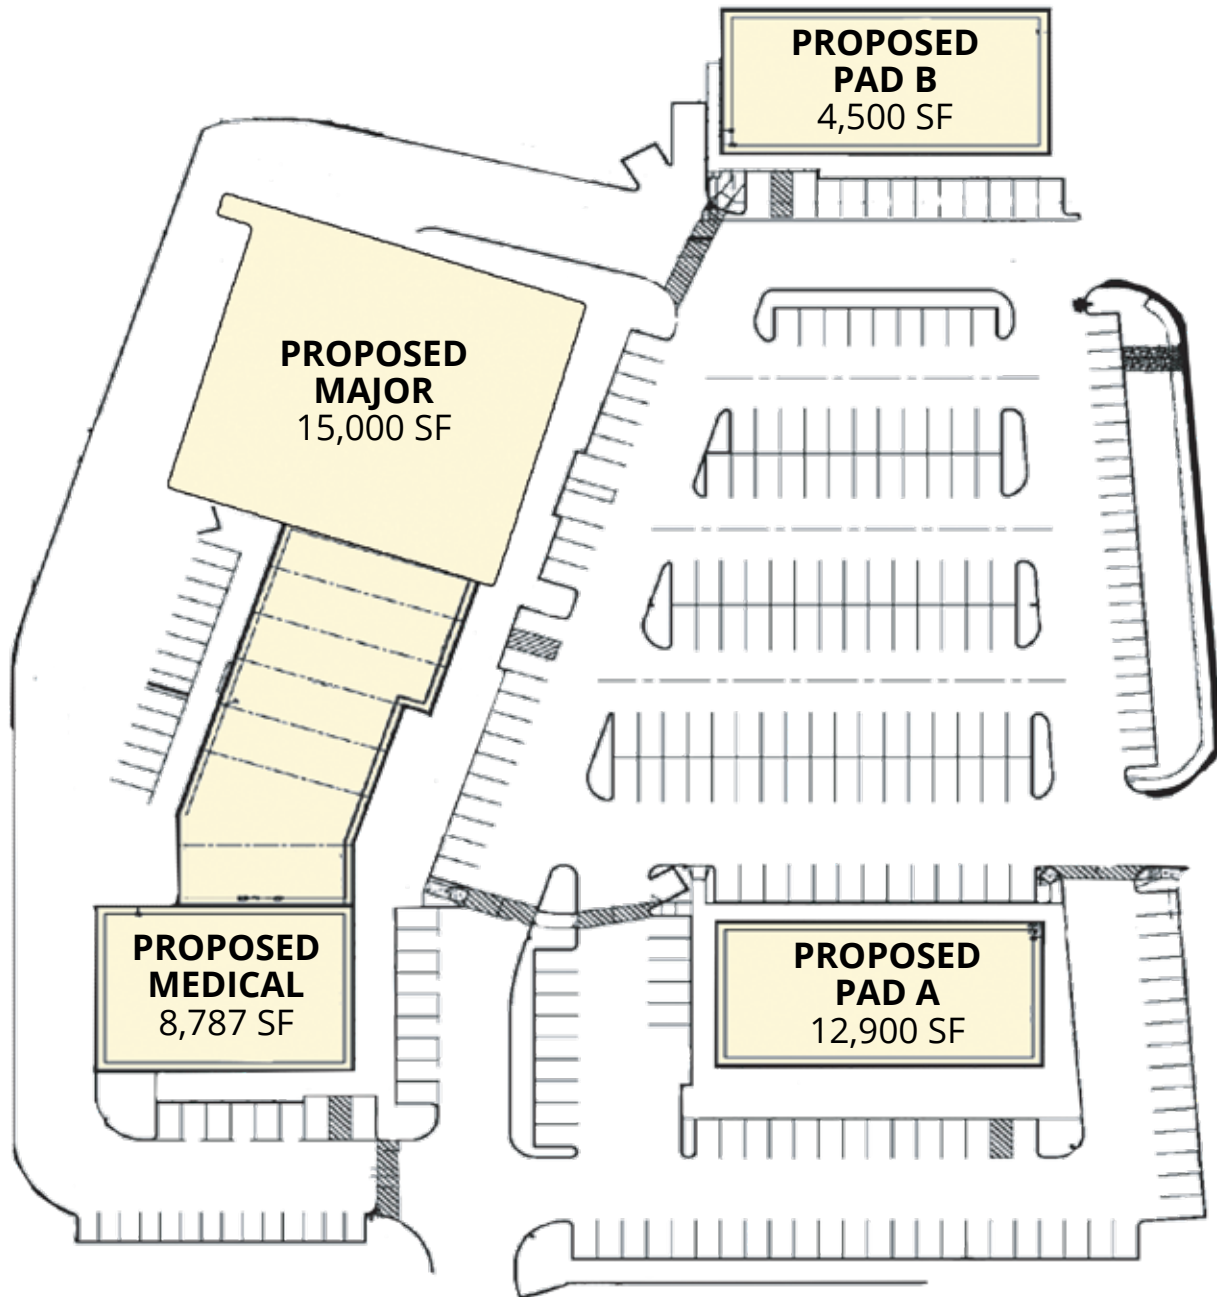 PROPOSED
PAD B
4,500 SF
PROPOSED
MAJOR
15,000 SF
PROPOSED
MEDICAL
8,787 SF
PROPOSED
PAD A
12,900 SF